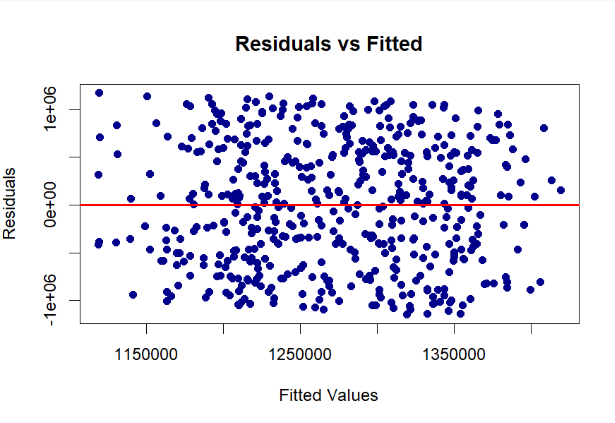 Residuals vs Fitted
1e+06
0e+00
-1e+06
Residuals
1150000 1250000 1350000
Fitted Values